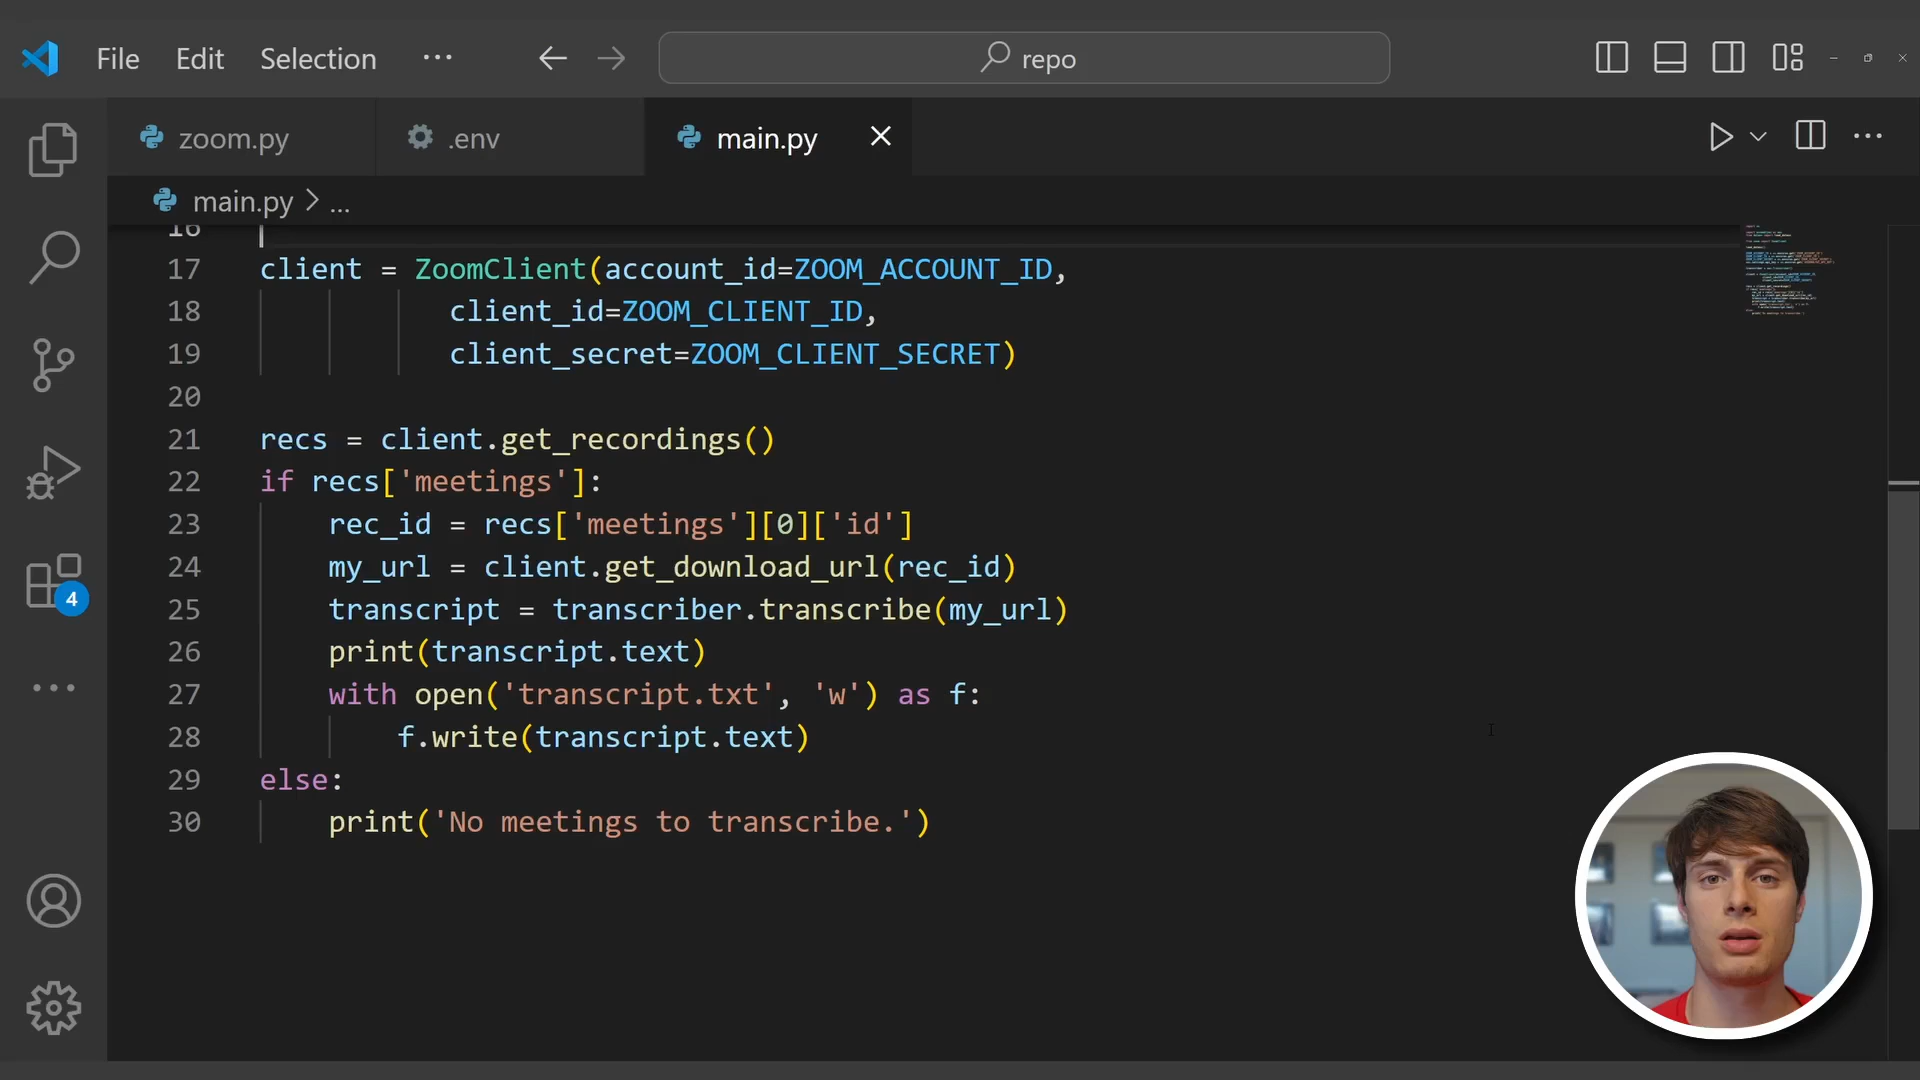 File Edit Selection ··· repo
zoom.py .env main.py
main.py > ...
16
17 client = ZoomClient(account_id=ZOOM_ACCOUNT_ID,
18 client_id=ZOOM_CLIENT_ID,
19 client_secret=ZOOM_CLIENT_SECRET)
20
21 recs = client.get_recordings()
22 if recs['meetings']:
23 rec_id = recs['meetings'][0]['id']
24 my_url = client.get_download_url(rec_id)
25 transcript = transcriber.transcribe(my_url)
26 print(transcript.text)
27 with open('transcript.txt', 'w') as f:
28 f.write(transcript.text)
29 else:
30 print('No meetings to transcribe.')
4